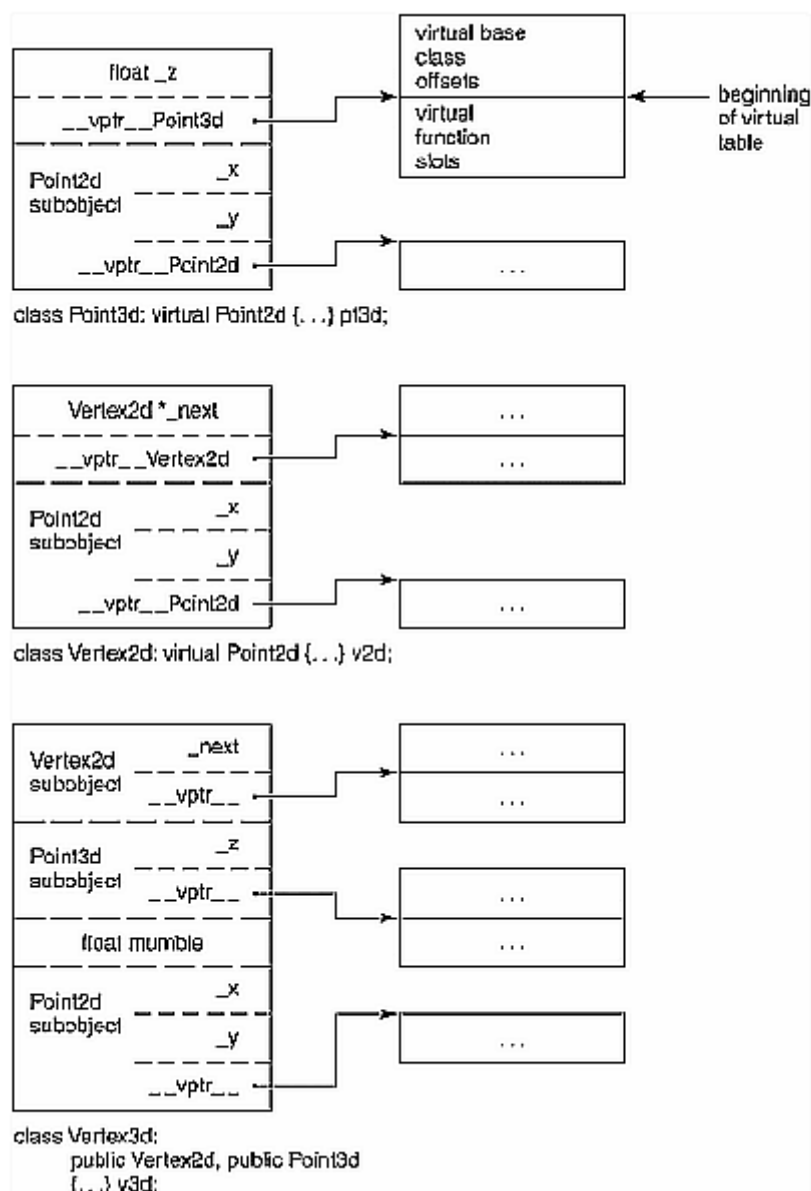 float _z
__vptr__Point3d
Point2d
subobject
_x
_y
__vptr__Point2d
virtual base
class
offsets
virtual
function
slots
beginning
of virtual
table
...
class Point3d: virtual Point2d {...} pt3d;
Vertex2d *_next
__vptr__Vertex2d
Point2d
subobject
_x
_y
__vptr__Point2d
...
...
...
class Vertex2d: virtual Point2d {...} v2d;
Vertex2d
subobject
_next
__vptr__
Point3d
subobject
_z
__vptr__
float mumble
Point2d
subobject
_x
_y
__vptr__
...
...
...
...
...
class Vertex3d:
public Vertex2d, public Point3d
{...} v3d;